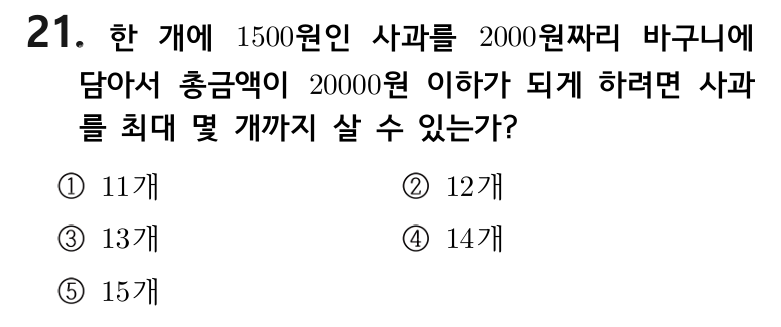 21. 한 개에 1500원인 사과를 2000원짜리 바구니에
담아서 총금액이 20000원 이하가 되게 하려면 사과
를 최대 몇 개까지 살 수 있는가?
① 11개 ② 12개
③ 13개 ④ 14개
⑤ 15개